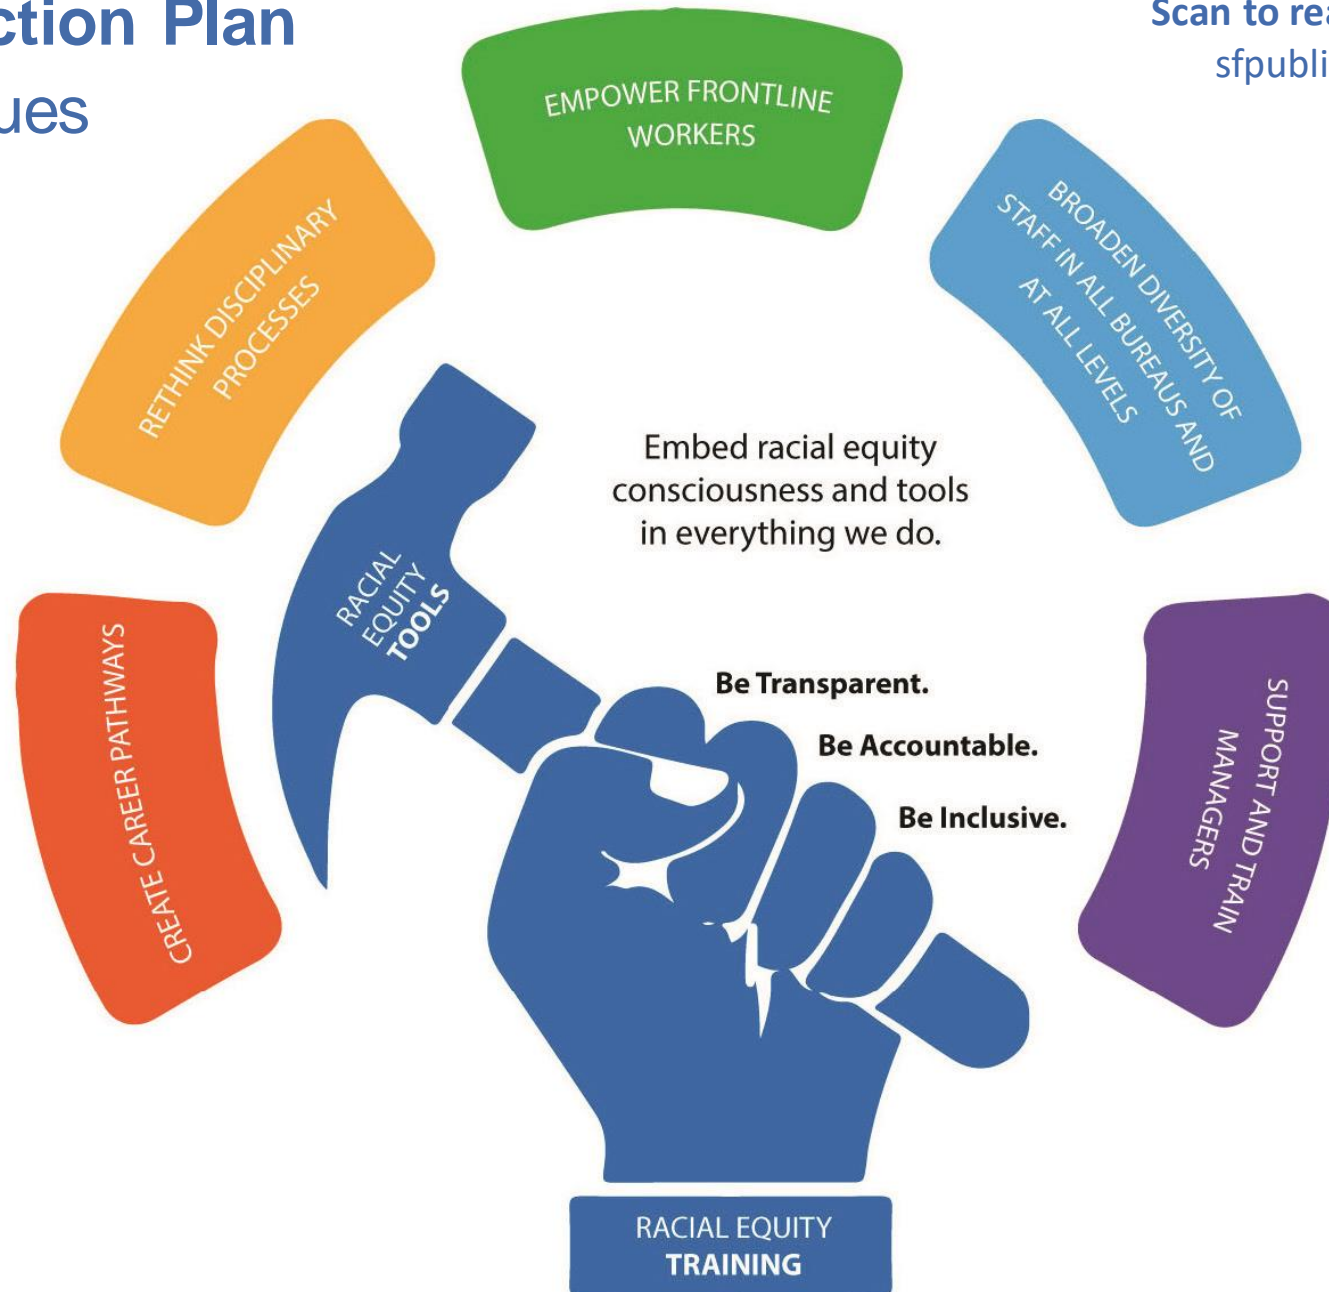 ction Plan
ues
Scan to rea
sfpubli
EMPOWER FRONTLINE
WORKERS
RETHINK DISCIPLINARY
PROCESSES
BROADEN DIVERSITY OF
STAFF IN ALL BUREAUS AND
AT ALL LEVELS
CREATE CAREER PATHWAYS
SUPPORT AND TRAIN
MANAGERS
Embed racial equity
consciousness and tools
in everything we do.
RACIAL
EQUITY
TOOLS
Be Transparent.
Be Accountable.
Be Inclusive.
RACIAL EQUITY
TRAINING